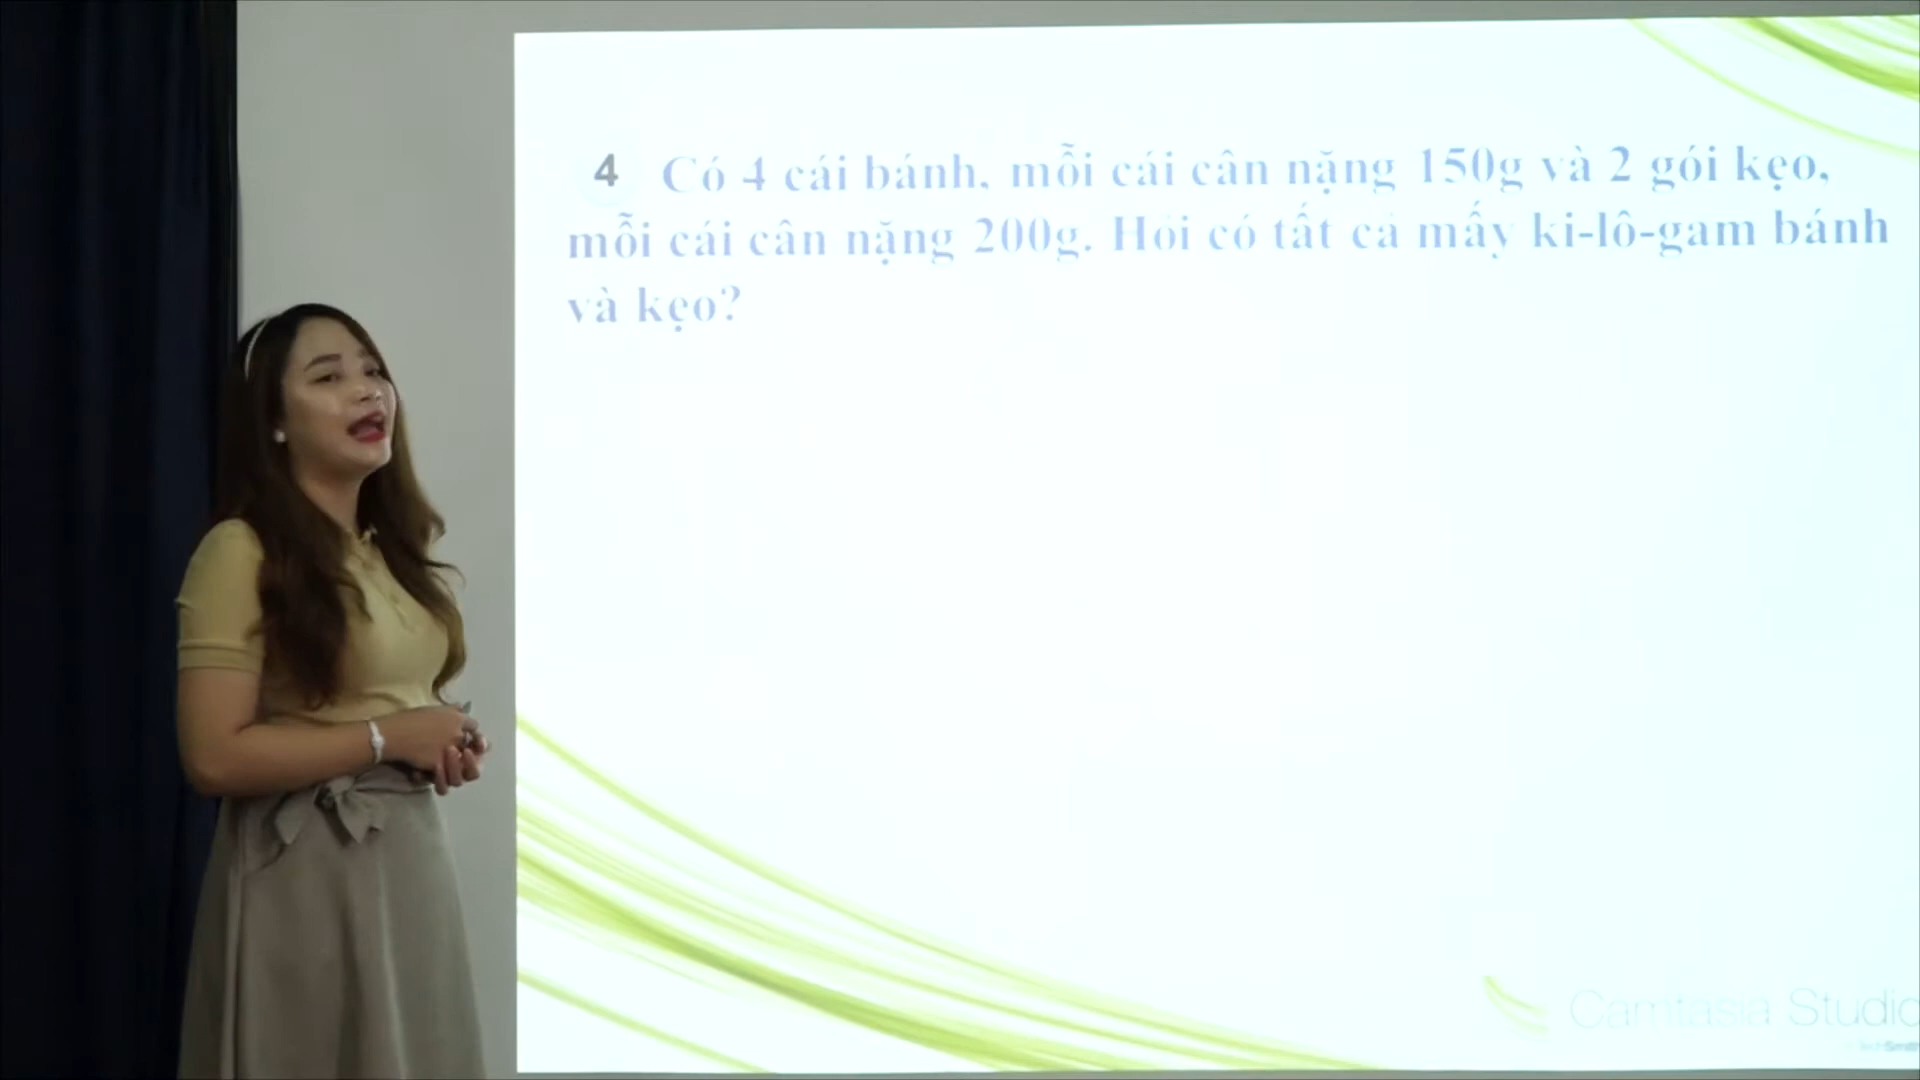 4 Có 4 cái bánh, mỗi cái cân nặng 150g và 2 gói kẹo,
mỗi cái cân nặng 200g. Hỏi có tất cả mấy ki-lô-gam bánh
và kẹo?
Camtasia Studio
TechSmith